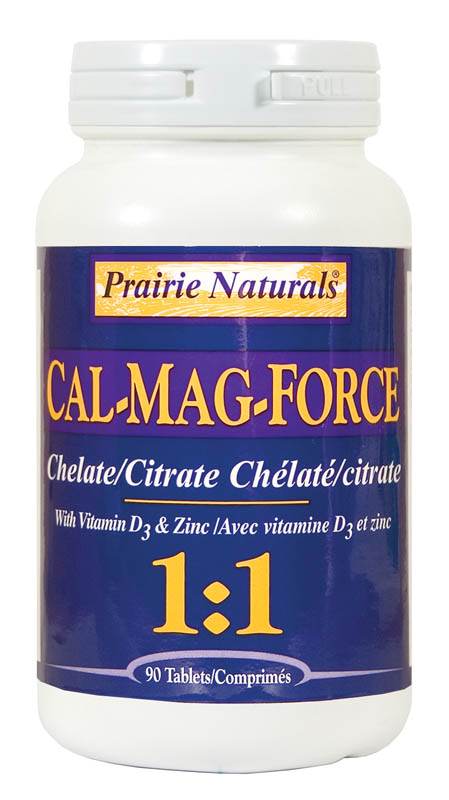 PULL
Prairie Naturals®
CAL-MAG-FORCE
Chelate/Citrate Chélaté/citrate
With Vitamin D3 & Zinc /Avec vitamine D3 et zinc
1:1
90 Tablets/Comprimés